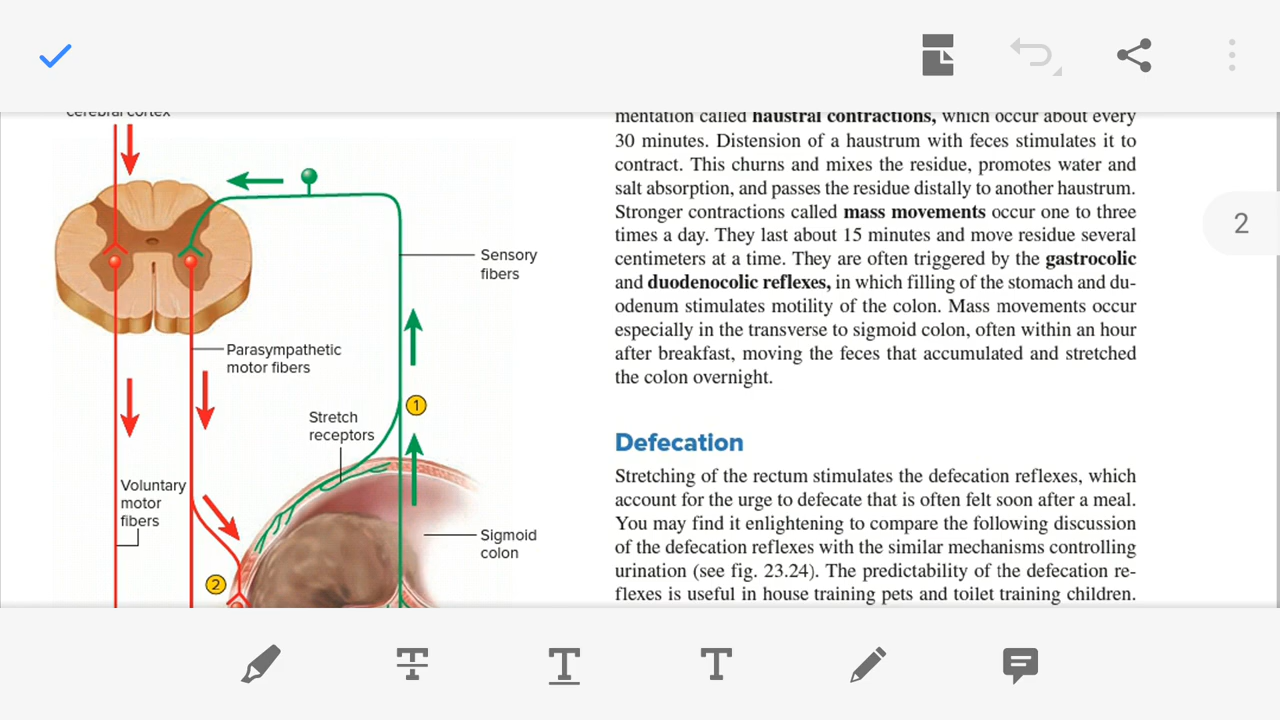 cerebral cortex
Sensory
fibers
Parasympathetic
motor fibers
Stretch
receptors
1
Voluntary
motor
fibers
Sigmoid
colon
2
mentation called haustral contractions, which occur about every
30 minutes. Distension of a haustrum with feces stimulates it to
contract. This churns and mixes the residue, promotes water and
salt absorption, and passes the residue distally to another haustrum.
Stronger contractions called mass movements occur one to three
times a day. They last about 15 minutes and move residue several
centimeters at a time. They are often triggered by the gastrocolic
and duodenocolic reflexes, in which filling of the stomach and du-
odenum stimulates motility of the colon. Mass movements occur
especially in the transverse to sigmoid colon, often within an hour
after breakfast, moving the feces that accumulated and stretched
the colon overnight.
Defecation
Stretching of the rectum stimulates the defecation reflexes, which
account for the urge to defecate that is often felt soon after a meal.
You may find it enlightening to compare the following discussion
of the defecation reflexes with the similar mechanisms controlling
urination (see fig. 23.24). The predictability of the defecation re-
flexes is useful in house training pets and toilet training children.
2